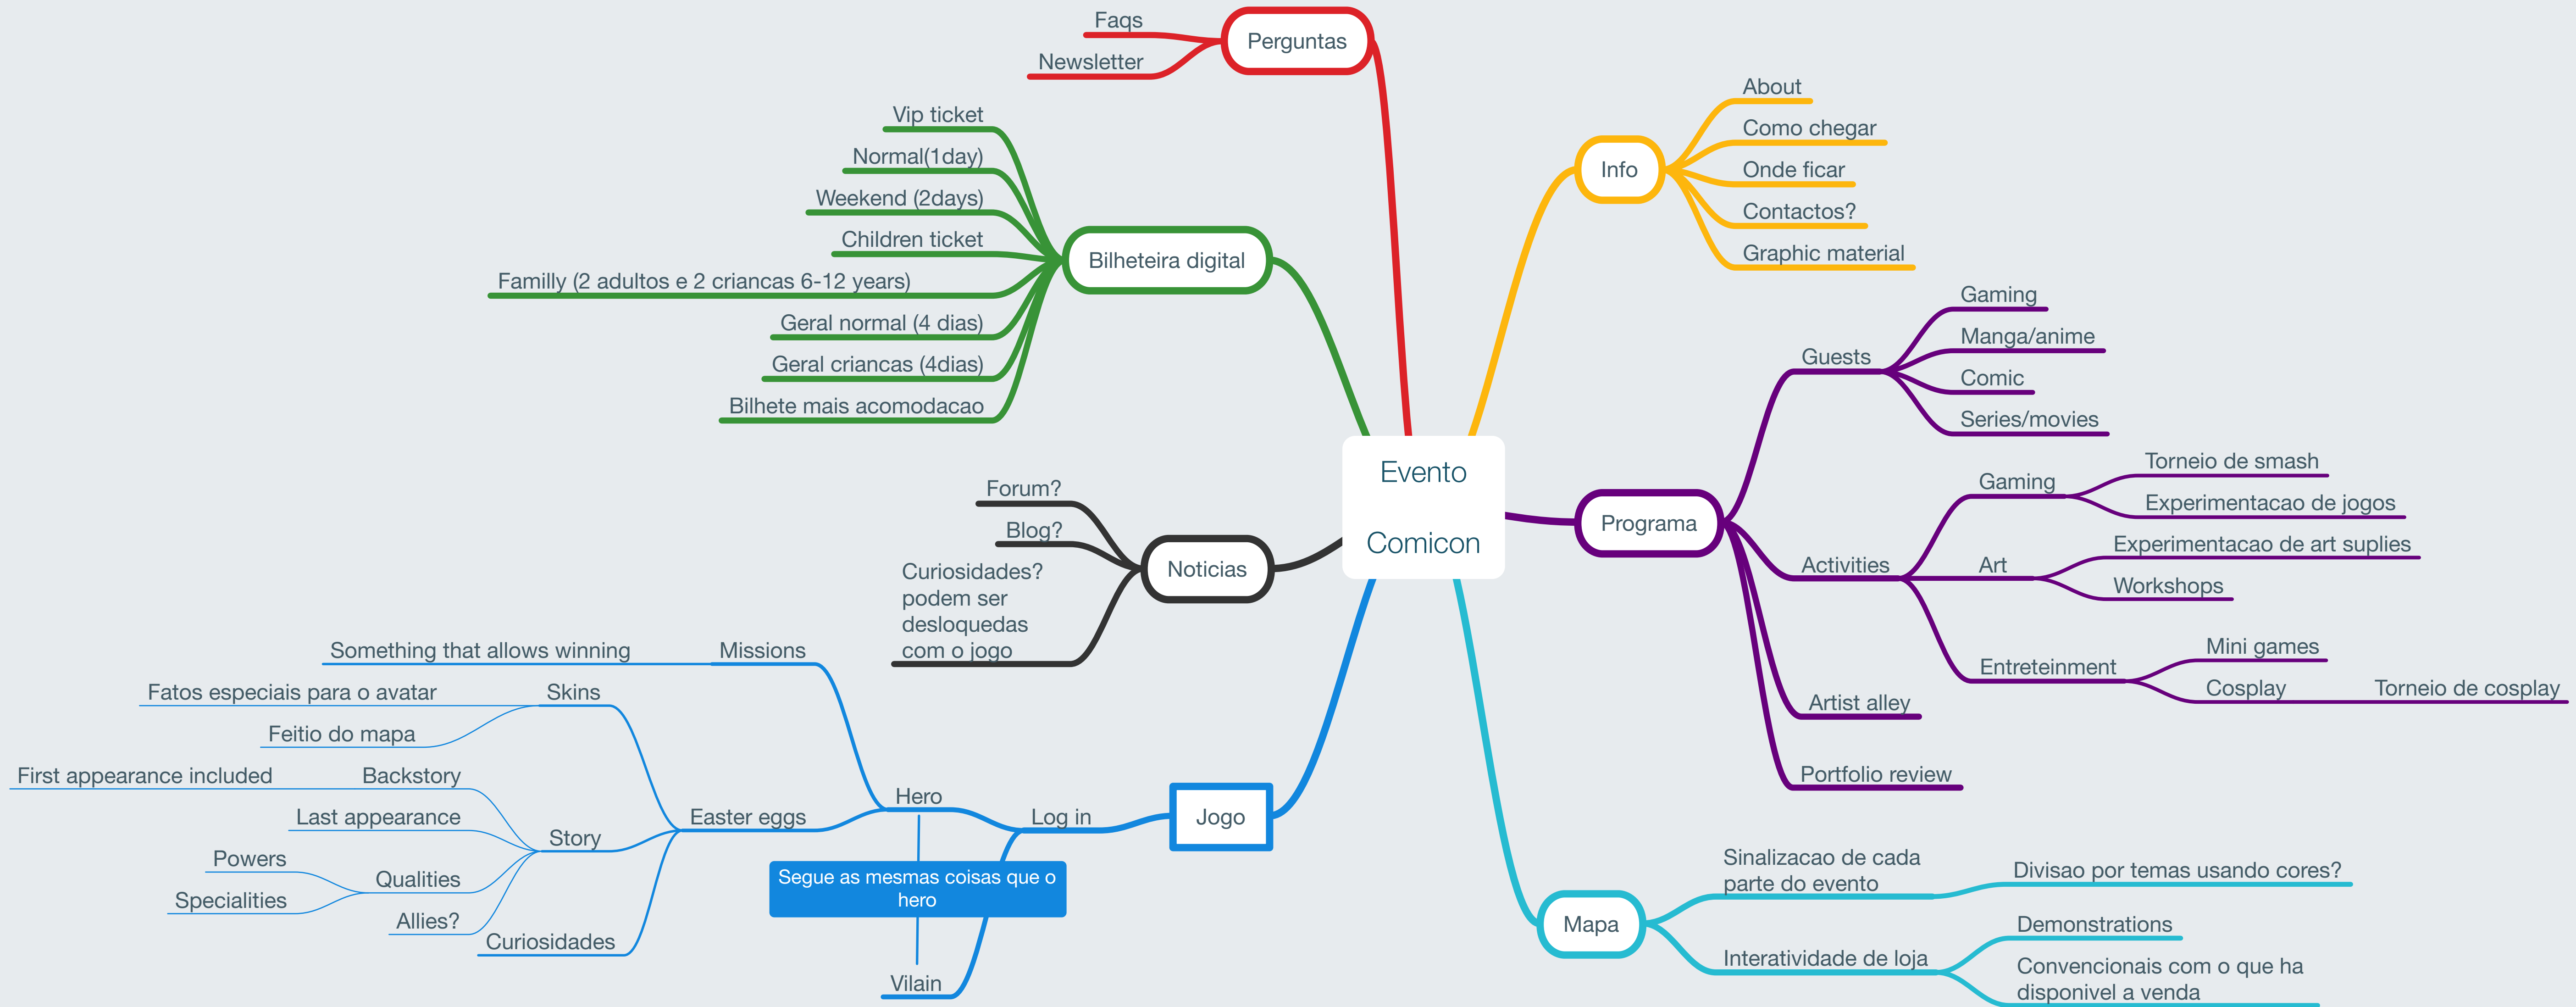 Perguntas
Faqs
Newsletter
Bilheteira digital
Vip ticket
Normal(1day)
Weekend (2days)
Children ticket
Familly (2 adultos e 2 criancas 6-12 years)
Geral normal (4 dias)
Geral criancas (4dias)
Bilhete mais acomodacao
Evento
Comicon
Noticias
Forum?
Blog?
Curiosidades?
podem ser
desloquedas
com o jogo
Jogo
Log in
Hero
Missions
Something that allows winning
Easter eggs
Skins
Fatos especiais para o avatar
Feitio do mapa
Story
Backstory
First appearance included
Last appearance
Qualities
Powers
Specialities
Allies?
Curiosidades
Segue as mesmas coisas que o
hero
Vilain
Info
About
Como chegar
Onde ficar
Contactos?
Graphic material
Programa
Guests
Gaming
Manga/anime
Comic
Series/movies
Activities
Gaming
Torneio de smash
Experimentacao de jogos
Art
Experimentacao de art suplies
Workshops
Entreteinment
Mini games
Cosplay
Torneio de cosplay
Artist alley
Portfolio review
Mapa
Sinalizacao de cada
parte do evento
Divisao por temas usando cores?
Interatividade de loja
Demonstrations
Convencionais com o que ha
disponivel a venda